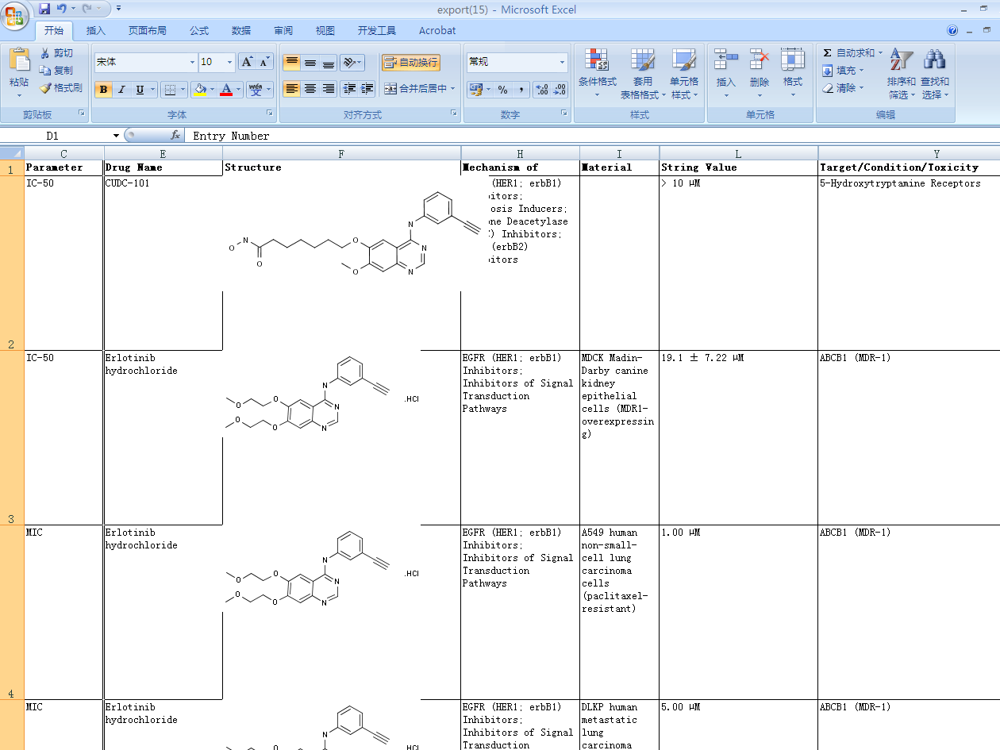 export(15) - Microsoft Excel
开始 插入 页面布局 公式 数据 审阅 视图 开发工具 Acrobat
粘贴
剪切
复制
格式刷
剪贴板
宋体 10
B I U
wén
变
字体
自动换行
合并后居中
对齐方式
常规
%
数字
条件格式
套用
表格格式
单元格
样式
样式
插入
删除
格式
单元格
Σ 自动求和
填充
清除
排序和
筛选
查找和
选择
编辑
D1 fx Entry Number
C E F H I L Y
1 Parameter Drug Name Structure Mechanism of Material String Value Target/Condition/Toxicity
2
IC-50
CUDC-101
O
N
O
O
O
N
N
N
(HER1; erbB1)
itors;
osis Inducers;
ne Deacetylase
) Inhibitors;
(erbB2)
itors
> 10 µM
5-Hydroxytryptamine Receptors
3
IC-50
Erlotinib
hydrochloride
O
O
O
O
N
N
N
.HCl
EGFR (HER1; erbB1)
Inhibitors;
Inhibitors of Signal
Transduction
Pathways
MDCK Madin-
Darby canine
kidney
epithelial
cells (MDR1-
overexpressin
g)
19.1 ± 7.22 µM
ABCB1 (MDR-1)
4
MIC
Erlotinib
hydrochloride
O
O
O
O
N
N
N
.HCl
EGFR (HER1; erbB1)
Inhibitors;
Inhibitors of Signal
Transduction
Pathways
A549 human
non-small-
cell lung
carcinoma
cells
(paclitaxel-
resistant)
1.00 µM
ABCB1 (MDR-1)
MIC
Erlotinib
hydrochloride
N
O
.HCl
EGFR (HER1; erbB1)
Inhibitors;
Inhibitors of Signal
Transduction
DLKP human
metastatic
lung
carcinoma
5.00 µM
ABCB1 (MDR-1)